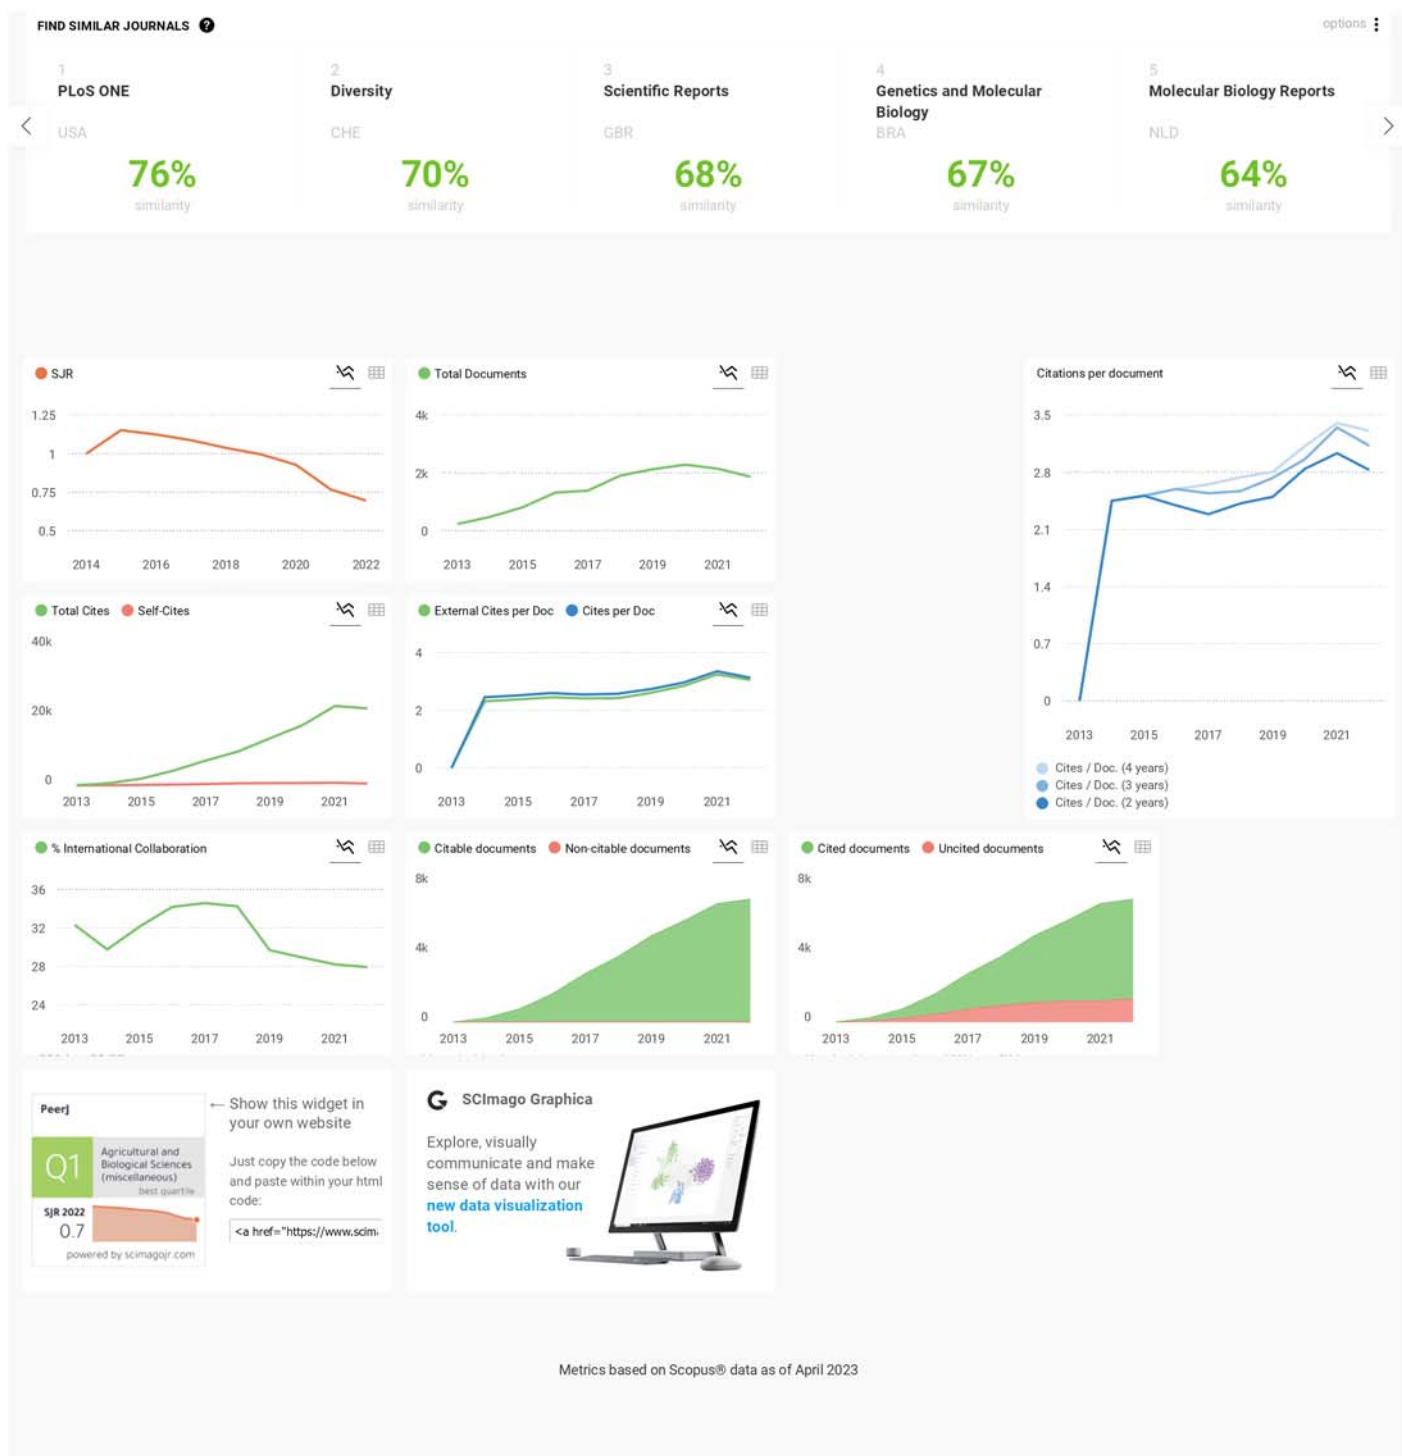 FIND SIMILAR JOURNALS ?
options
1
PLoS ONE
USA
76%
similarity
2
Diversity
CHE
70%
similarity
3
Scientific Reports
GBR
68%
similarity
4
Genetics and Molecular
Biology
BRA
67%
similarity
5
Molecular Biology Reports
NLD
64%
similarity
SJR
1.25
1
0.75
0.5
2014 2016 2018 2020 2022
Total Documents
4k
2k
0
2013 2015 2017 2019 2021
Citations per document
3.5
2.8
2.1
1.4
0.7
0
2013 2015 2017 2019 2021
Cites / Doc. (4 years)
Cites / Doc. (3 years)
Cites / Doc. (2 years)
Total Cites Self-Cites
40k
20k
0
2013 2015 2017 2019 2021
External Cites per Doc Cites per Doc
4
2
0
2013 2015 2017 2019 2021
% International Collaboration
36
32
28
24
2013 2015 2017 2019 2021
Citable documents Non-citable documents
8k
4k
0
2013 2015 2017 2019 2021
Cited documents Uncited documents
8k
4k
0
2013 2015 2017 2019 2021
PeerJ
Q1
Agricultural and
Biological Sciences
(miscellaneous)
best quartile
SJR 2022
0.7
powered by scimagojr.com
← Show this widget in
your own website
Just copy the code below
and paste within your html
code:
<a href="https://www.scim
SCImago Graphica
Explore, visually
communicate and make
sense of data with our
new data visualization
tool.
Metrics based on Scopus® data as of April 2023